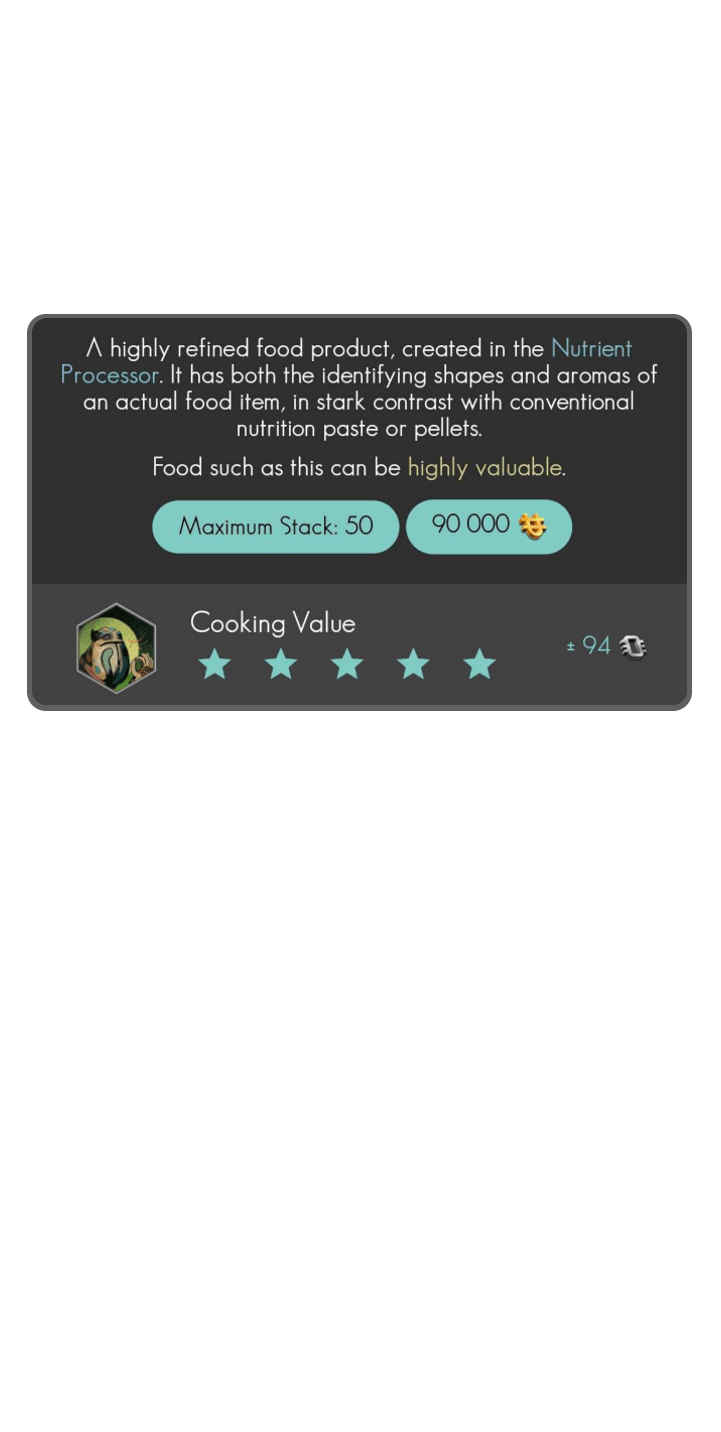 A highly refined food product, created in the Nutrient
Processor. It has both the identifying shapes and aromas of
an actual food item, in stark contrast with conventional
nutrition paste or pellets.
Food such as this can be highly valuable.
Maximum Stack: 50
90 000
Cooking Value
± 94